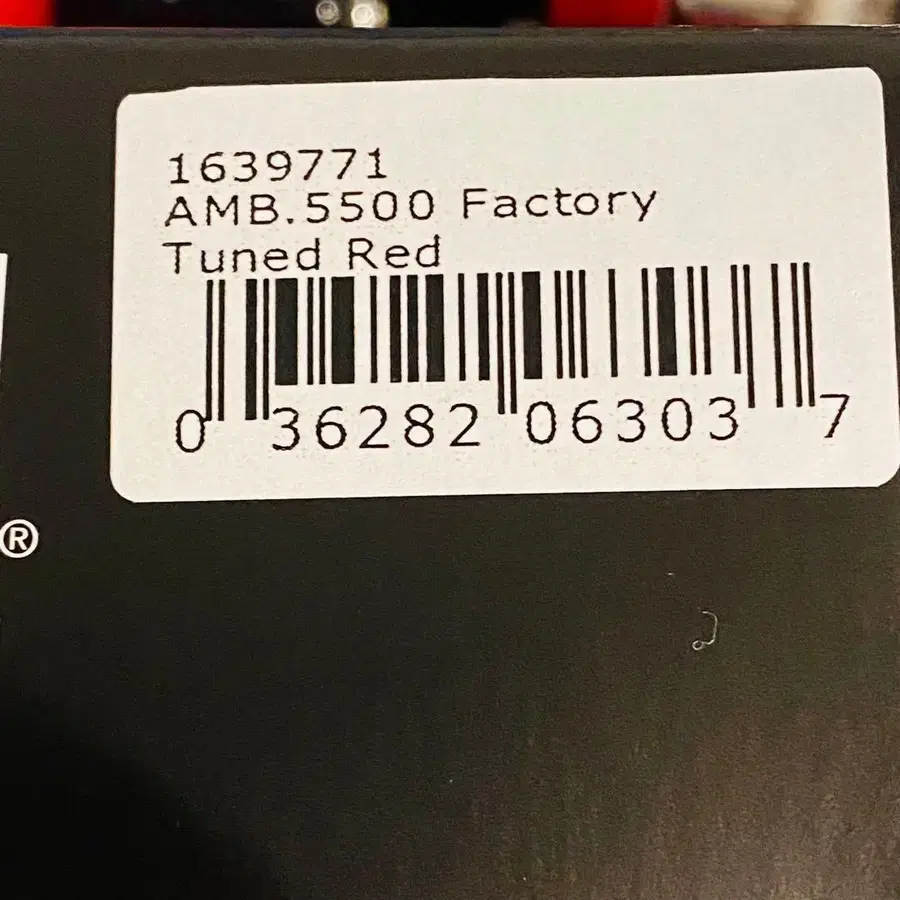 1639771
AMB.5500 Factory
Tuned Red
0 36282 06303 7
®